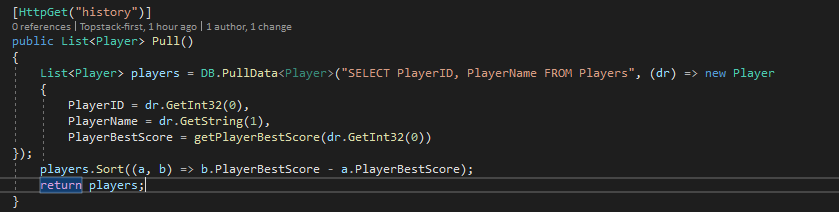 [HttpGet("history")]
0 references | Topstack-first, 1 hour ago | 1 author, 1 change
public List<Player> Pull()
{
    List<Player> players = DB.PullData<Player>("SELECT PlayerID, PlayerName FROM Players", (dr) => new Player
    {
        PlayerID = dr.GetInt32(0),
        PlayerName = dr.GetString(1),
        PlayerBestScore = getPlayerBestScore(dr.GetInt32(0))
});
    players.Sort((a, b) => b.PlayerBestScore - a.PlayerBestScore);
    return players;
}